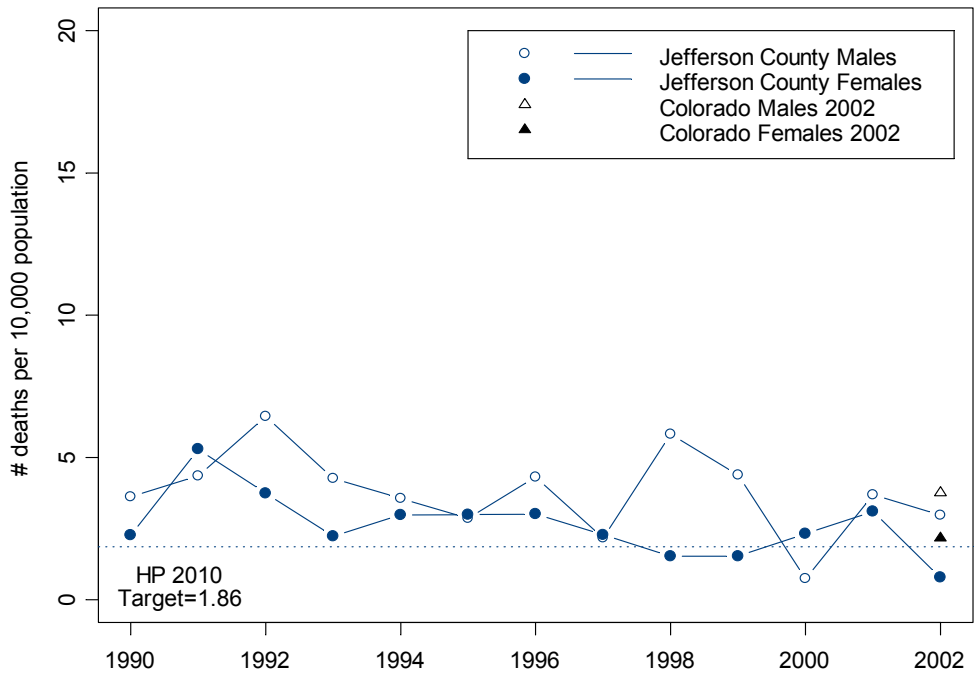 20
15
10
5
0
# deaths per 10,000 population
Jefferson County Males
Jefferson County Females
Colorado Males 2002
Colorado Females 2002
HP 2010
Target=1.86
1990 1992 1994 1996 1998 2000 2002